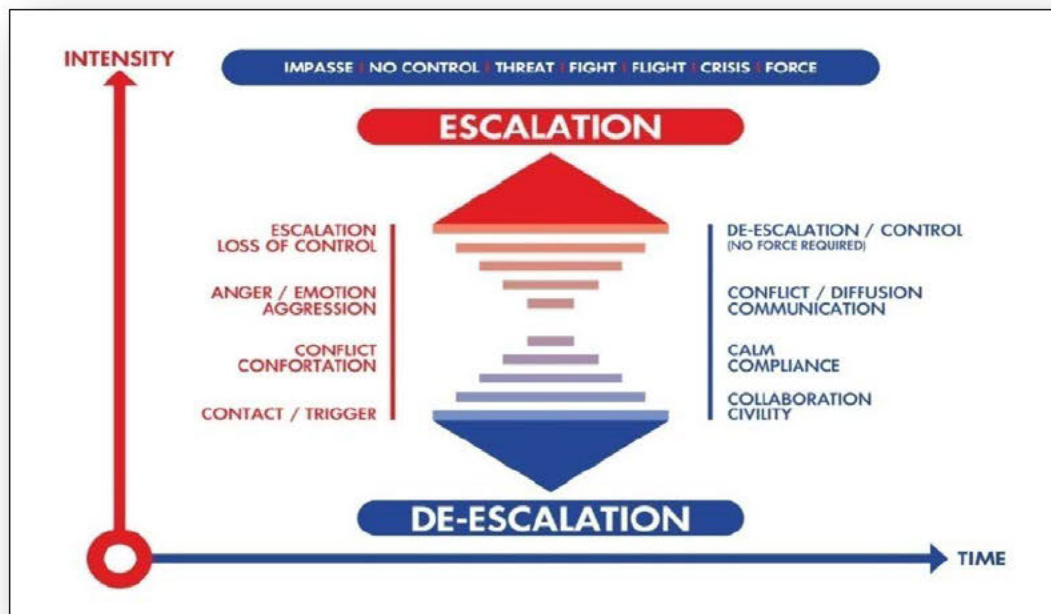 INTENSITY
IMPASSE | NO CONTROL | THREAT | FIGHT | FLIGHT | CRISIS | FORCE
ESCALATION
ESCALATION
LOSS OF CONTROL
ANGER / EMOTION
AGGRESSION
CONFLICT
CONFORTATION
CONTACT / TRIGGER
DE-ESCALATION / CONTROL
(NO FORCE REQUIRED)
CONFLICT / DIFFUSION
COMMUNICATION
CALM
COMPLIANCE
COLLABORATION
CIVILITY
DE-ESCALATION
TIME